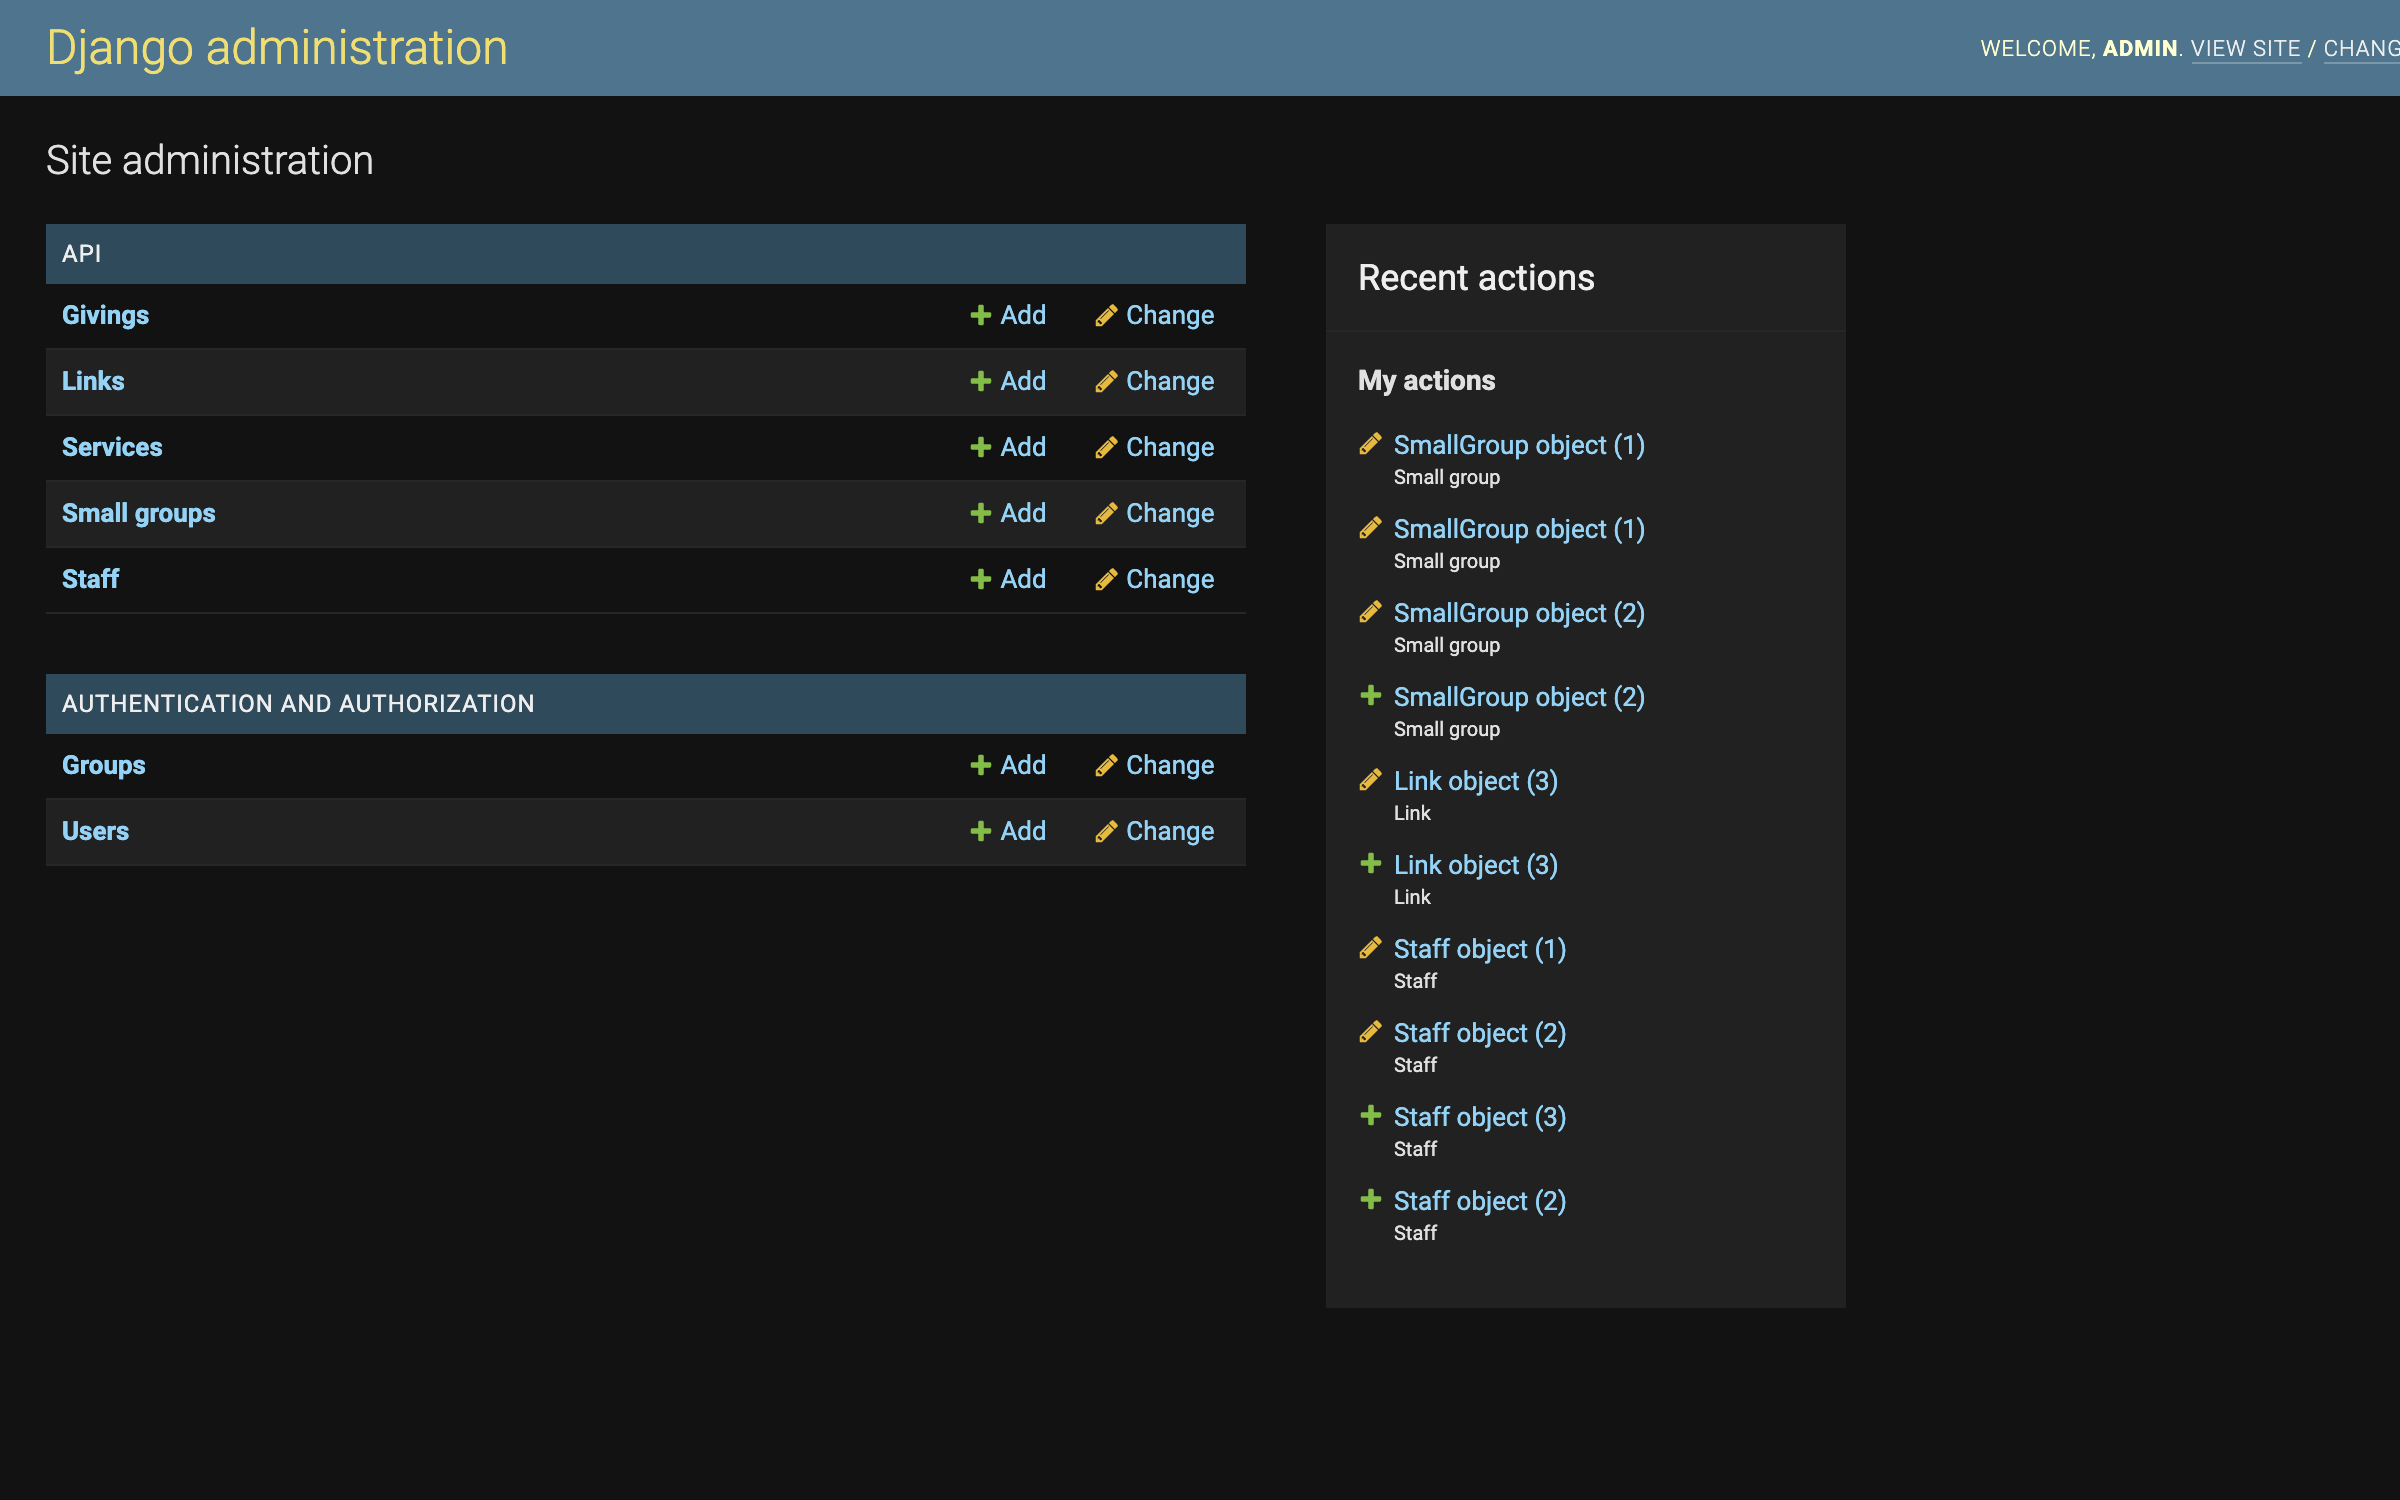 Django administration
WELCOME, ADMIN. VIEW SITE /
Site administration
API
Givings Add Change
Links Add Change
Services Add Change
Small groups Add Change
Staff Add Change
AUTHENTICATION AND AUTHORIZATION
Groups Add Change
Users Add Change
Recent actions
My actions
SmallGroup object (1)
Small group
SmallGroup object (1)
Small group
SmallGroup object (2)
Small group
SmallGroup object (2)
Small group
Link object (3)
Link
Link object (3)
Link
Staff object (1)
Staff
Staff object (2)
Staff
Staff object (3)
Staff
Staff object (2)
Staff